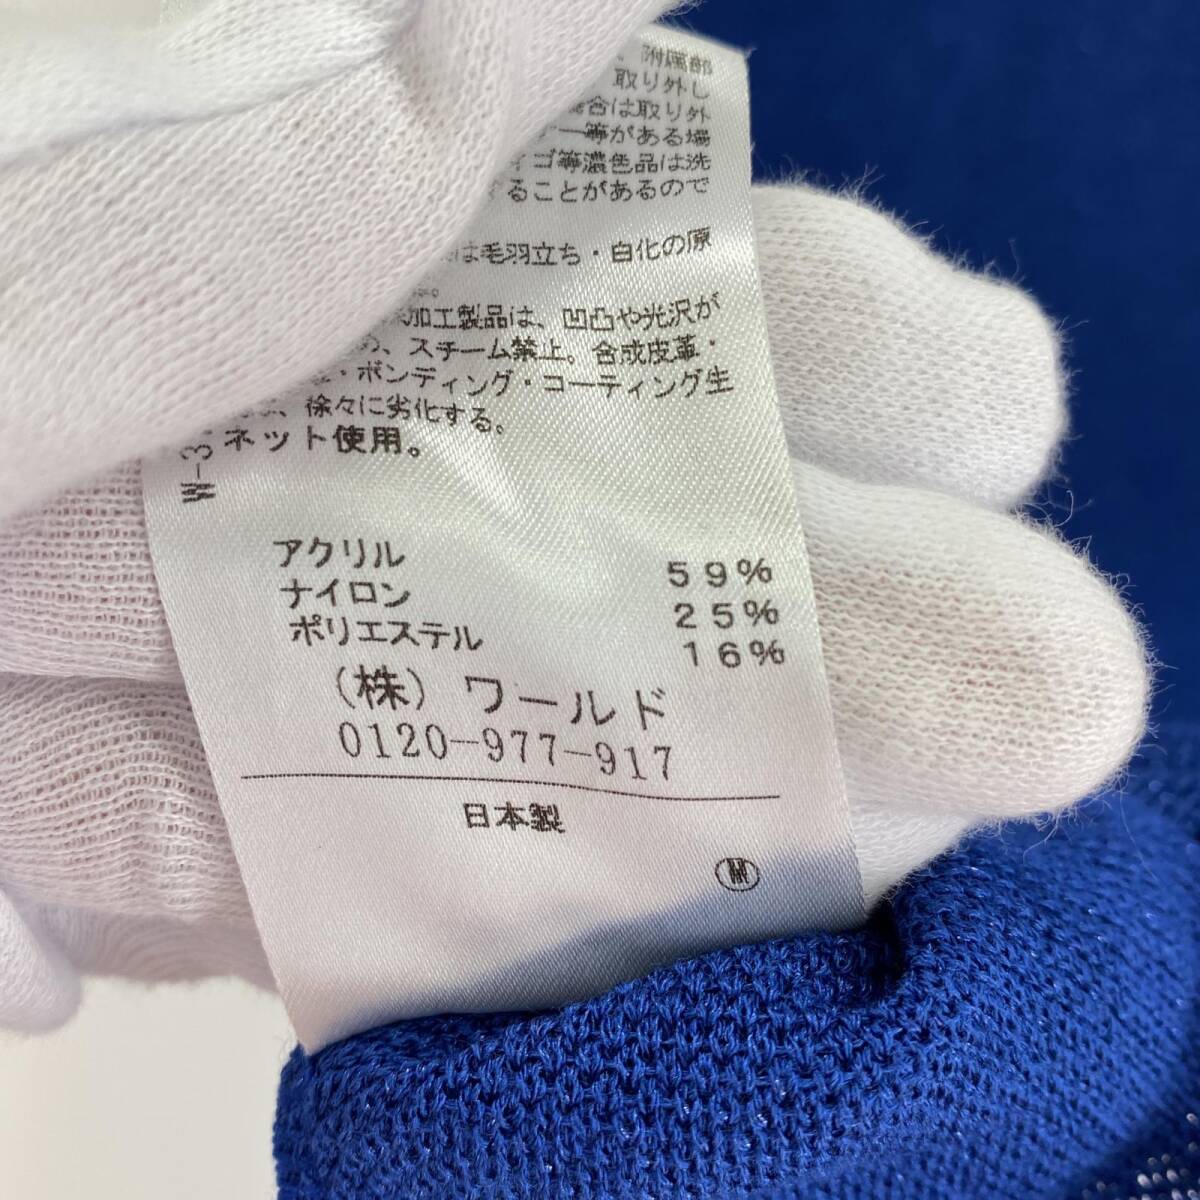 、附属部
取り外し
合は取り外
ー等がある場
ィゴ等濃色品は洗
することがあるので
は毛羽立ち・白化の原
加工製品は、凹凸や光沢が
、スチーム禁止。合成皮革・
・ボンディング・コーティング生
、徐々に劣化する。
ネット使用。
W-3
アクリル 59%
ナイロン 25%
ポリエステル 16%
(株) ワールド
0120-977-917
日本製
M